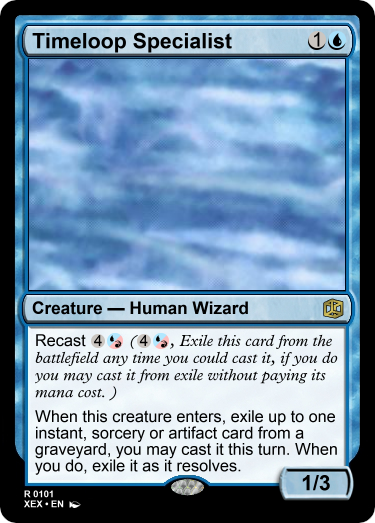 Timeloop Specialist 1
Creature — Human Wizard
Recast 4 (4, Exile this card from the
battlefield any time you could cast it, if you do
you may cast it from exile without paying its
mana cost. )
When this creature enters, exile up to one
instant, sorcery or artifact card from a
graveyard, you may cast it this turn. When
you do, exile it as it resolves.
1/3
R 0101
XEX • EN